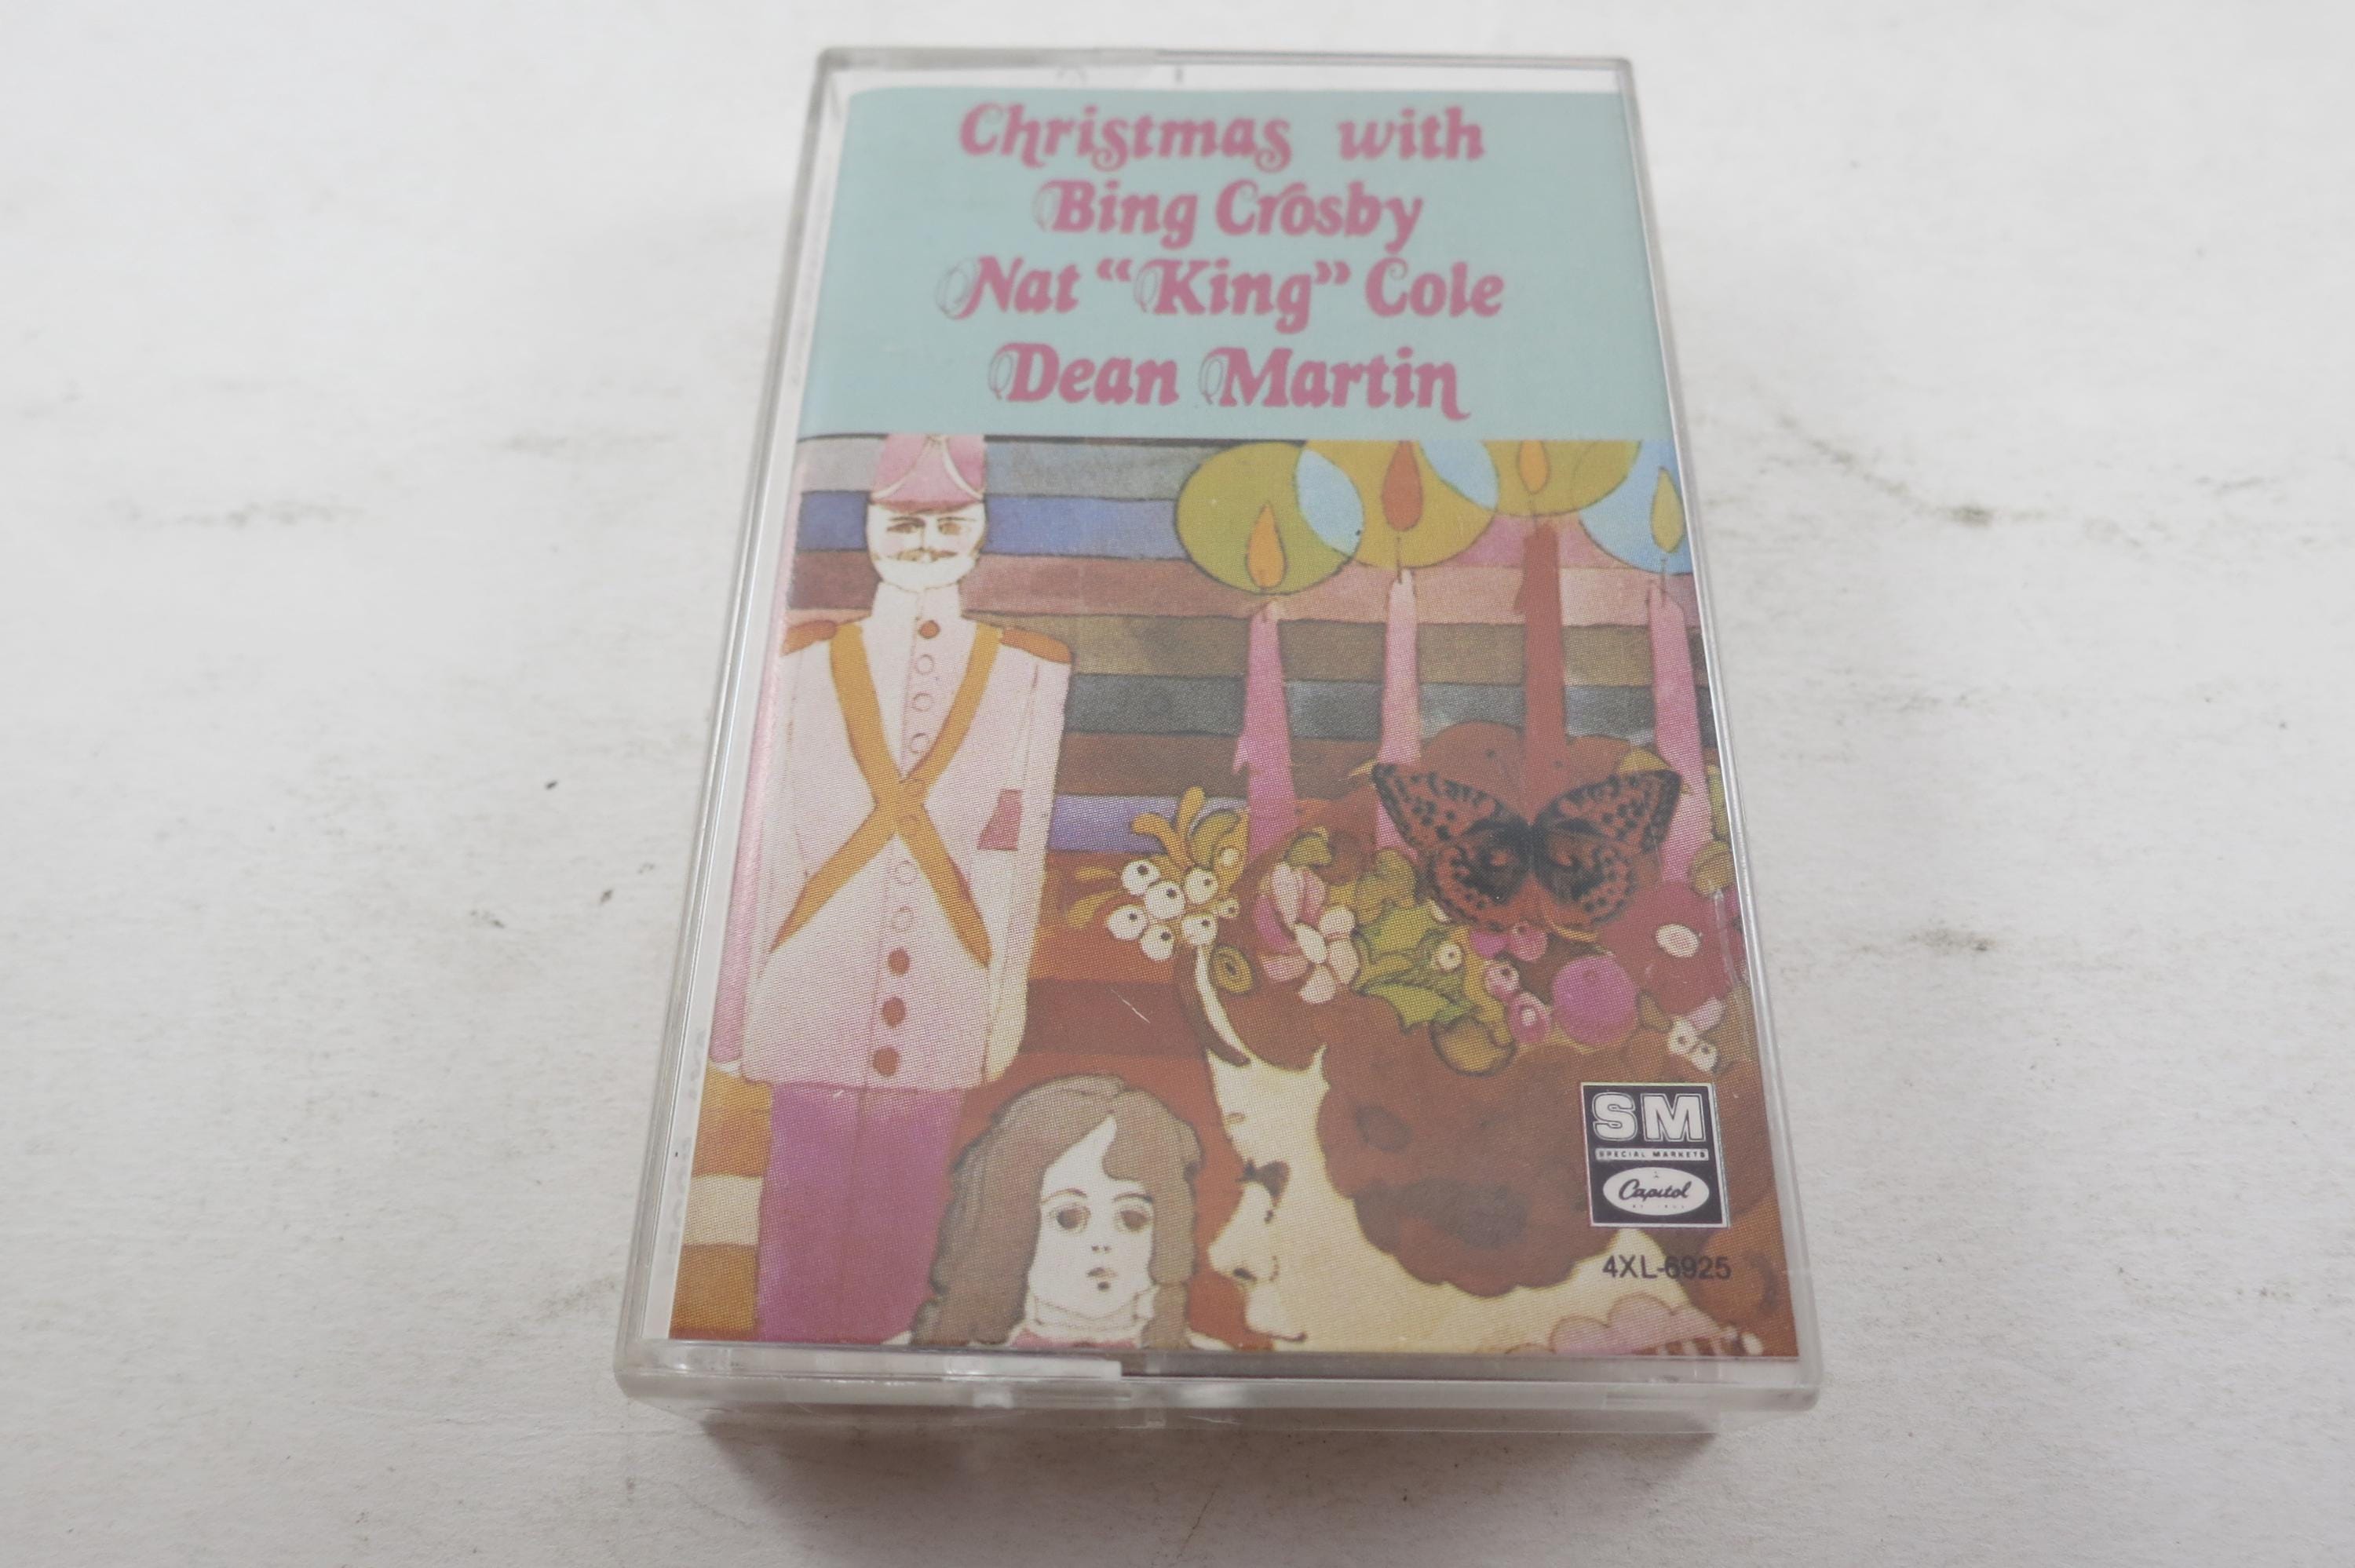 Christmas with
Bing Crosby
Nat “King” Cole
Dean Martin
SM
SPECIAL MARKETS
Capitol
4XL-6925